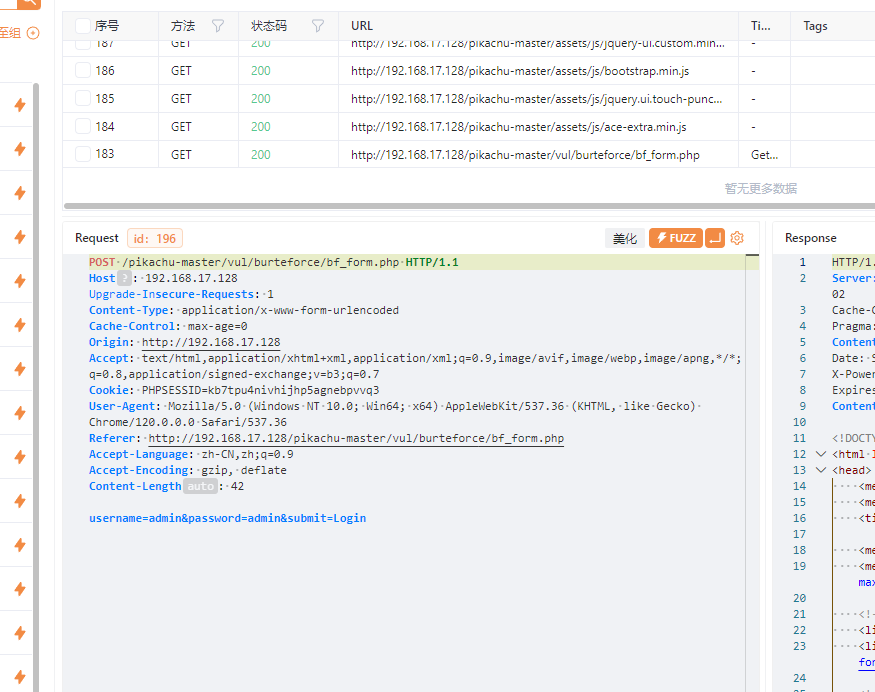 至组
序号 方法 状态码 URL Ti... Tags
187 GET 200 http://192.168.17.128/pikachu-master/assets/js/jquery-ui.custom.min... -
186 GET 200 http://192.168.17.128/pikachu-master/assets/js/bootstrap.min.js -
185 GET 200 http://192.168.17.128/pikachu-master/assets/js/jquery.ui.touch-punc... -
184 GET 200 http://192.168.17.128/pikachu-master/assets/js/ace-extra.min.js -
183 GET 200 http://192.168.17.128/pikachu-master/vul/burteforce/bf_form.php Get...
暂无更多数据
Request id: 196 美化 FUZZ
POST /pikachu-master/vul/burteforce/bf_form.php HTTP/1.1
Host ? : 192.168.17.128
Upgrade-Insecure-Requests: 1
Content-Type: application/x-www-form-urlencoded
Cache-Control: max-age=0
Origin: http://192.168.17.128
Accept: text/html,application/xhtml+xml,application/xml;q=0.9,image/avif,image/webp,image/apng,*/*;
q=0.8,application/signed-exchange;v=b3;q=0.7
Cookie: PHPSESSID=kb7tpu4nivhijhp5agnebpvvq3
User-Agent: Mozilla/5.0 (Windows NT 10.0; Win64; x64) AppleWebKit/537.36 (KHTML, like Gecko)
Chrome/120.0.0.0 Safari/537.36
Referer: http://192.168.17.128/pikachu-master/vul/burteforce/bf_form.php
Accept-Language: zh-CN,zh;q=0.9
Accept-Encoding: gzip, deflate
Content-Length auto : 42
username=admin&password=admin&submit=Login
Response
1 HTTP/1.
2 Server:
02
3 Cache-C
4 Pragma:
5 Content
6 Date: S
7 X-Power
8 Expires
9 Content
10
11 <!DOCTY
12 <html l
13 <head>
14 <me
15 <me
16 <ti
17
18 <me
19 <me
max
20
21 <!-
22 <li
23 <li
for
24
25